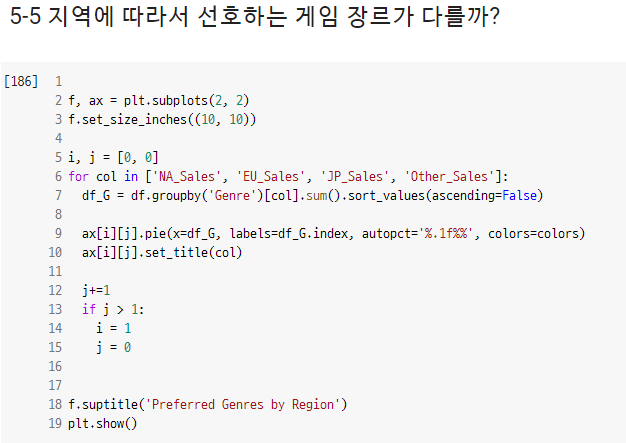 5-5 지역에 따라서 선호하는 게임 장르가 다를까?
[186] 1
2 f, ax = plt.subplots(2, 2)
3 f.set_size_inches((10, 10))
4
5 i, j = [0, 0]
6 for col in ['NA_Sales', 'EU_Sales', 'JP_Sales', 'Other_Sales']:
7   df_G = df.groupby('Genre')[col].sum().sort_values(ascending=False)
8
9   ax[i][j].pie(x=df_G, labels=df_G.index, autopct='%.1f%%', colors=colors)
10   ax[i][j].set_title(col)
11
12   j+=1
13   if j > 1:
14     i = 1
15     j = 0
16
17
18 f.suptitle('Preferred Genres by Region')
19 plt.show()